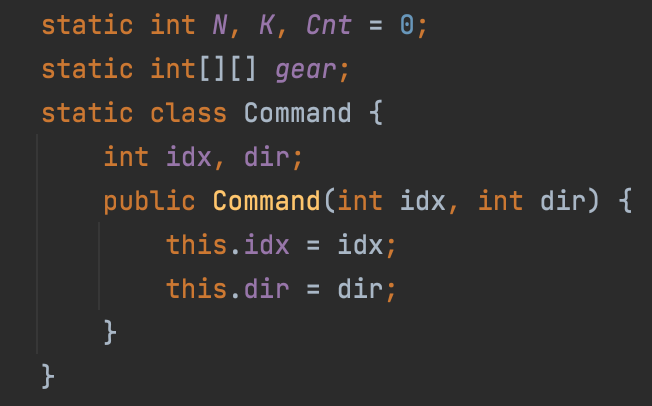 static int N, K, Cnt = 0;
static int[][] gear;
static class Command {
    int idx, dir;
    public Command(int idx, int dir) {
        this.idx = idx;
        this.dir = dir;
    }
}